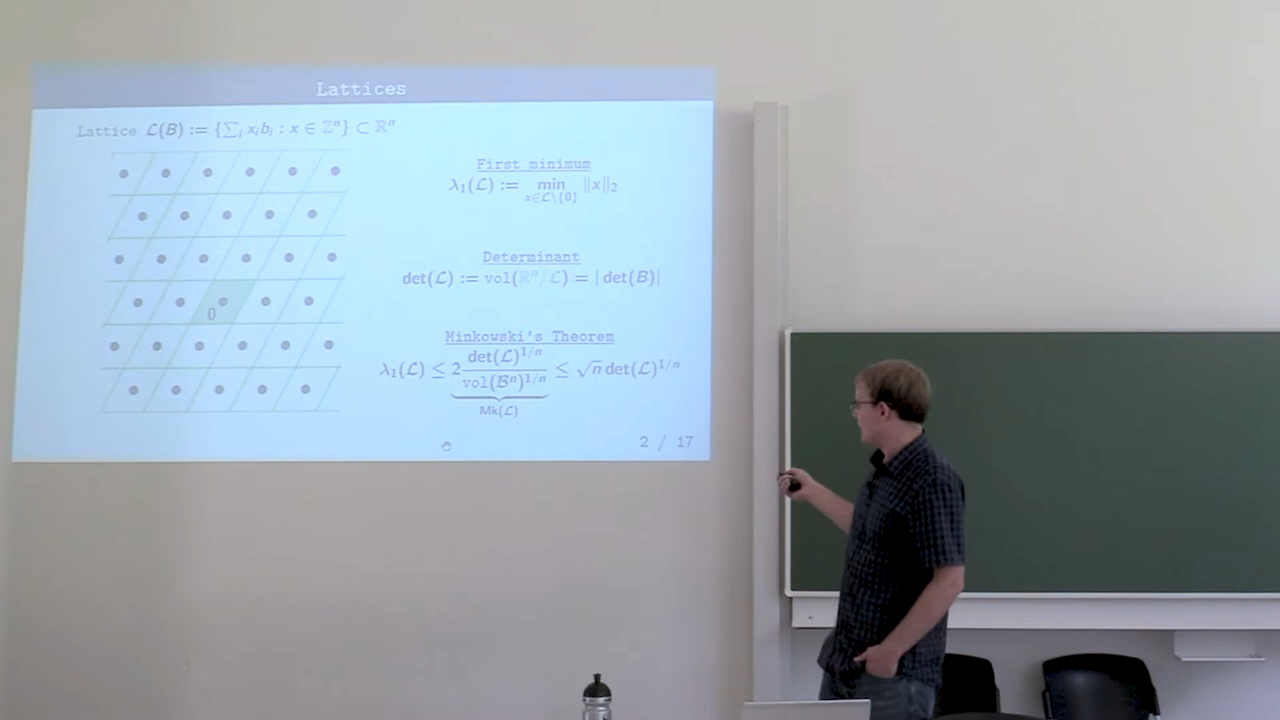 Lattices
Lattice ℒ(B) := {∑ᵢ xᵢbᵢ : x ∈ ℤⁿ} ⊂ ℝⁿ
First minimum
λ₁(ℒ) := min_{x∈ℒ\{0}} ‖x‖₂
Determinant
det(ℒ) := vol(ℝⁿ/ℒ) = | det(B)|
0
Minkowski's Theorem
λ₁(ℒ) ≤ 2 det(ℒ)^{1/n} / vol(ℬⁿ)^{1/n} ≤ √n det(ℒ)^{1/n}
Mk(ℒ)
2 / 17